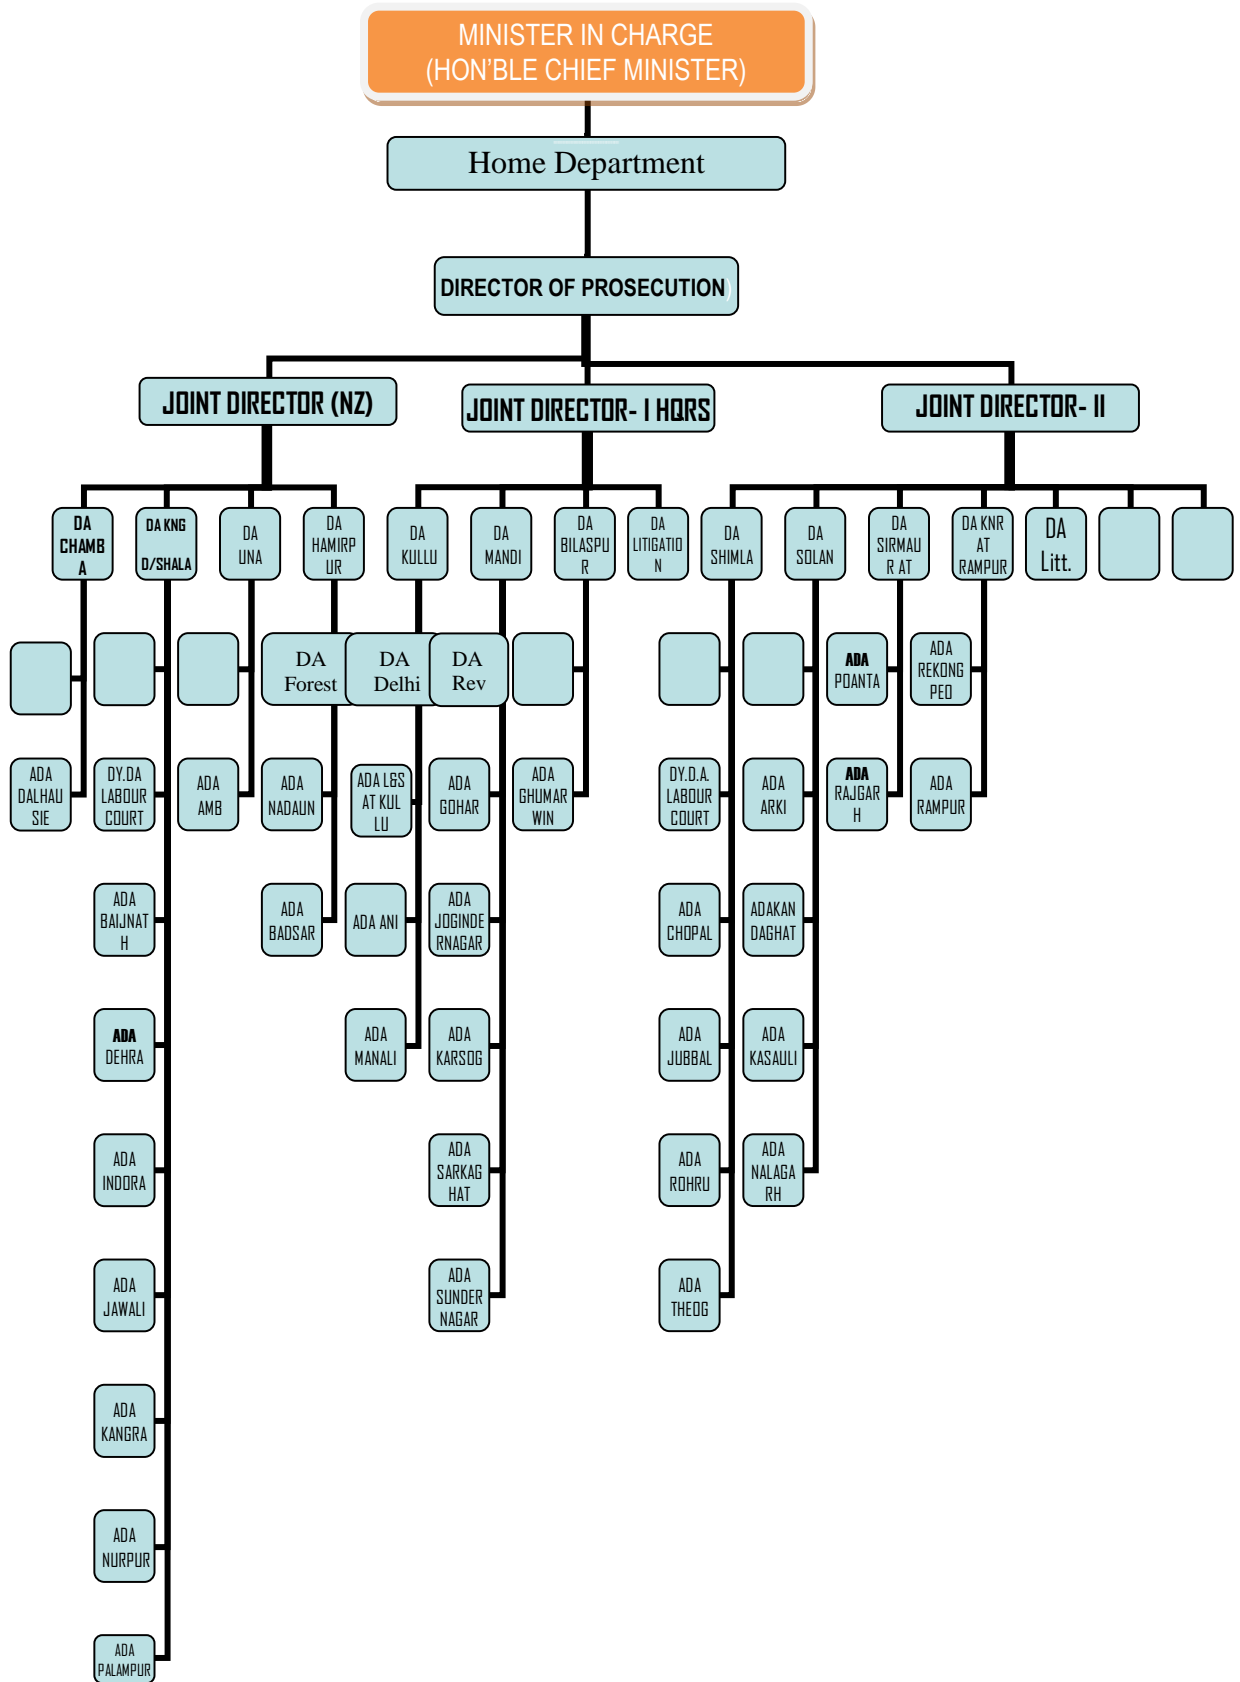 MINISTER IN CHARGE
(HON'BLE CHIEF MINISTER)
Home Department
DIRECTOR OF PROSECUTION)
JOINT DIRECTOR (NZ)
JOINT DIRECTOR- I HQRS
JOINT DIRECTOR- II
DA
CHAMB
A
DA KNG
D/SHALA
DA
UNA
DA
HAMIRP
UR
DA
KULLU
DA
MANDI
DA
BILASPU
R
DA
LITIGATIO
N
DA
SHIMLA
DA
SOLAN
DA
SIRMAU
R AT
DA KNR
AT
RAMPUR
DA
Litt.
DA
Forest
DA
Delhi
DA
Rev
ADA
POANTA
ADA
REKONG
PEO
ADA
DALHAU
SIE
DY.DA
LABOUR
COURT
ADA
AMB
ADA
NADAUN
ADA L&S
AT KUL
LU
ADA
GOHAR
ADA
GHUMAR
WIN
DY.D.A.
LABOUR
COURT
ADA
ARKI
ADA
RAJGAR
H
ADA
RAMPUR
ADA
BAIJNAT
H
ADA
BADSAR
ADA ANI
ADA
JOGINDE
RNAGAR
ADA
CHOPAL
ADAKAN
DAGHAT
ADA
DEHRA
ADA
MANALI
ADA
KARSOG
ADA
JUBBAL
ADA
KASAULI
ADA
INDORA
ADA
SARKAG
HAT
ADA
ROHRU
ADA
NALAGA
RH
ADA
JAWALI
ADA
SUNDER
NAGAR
ADA
THEOG
ADA
KANGRA
ADA
NURPUR
ADA
PALAMPUR